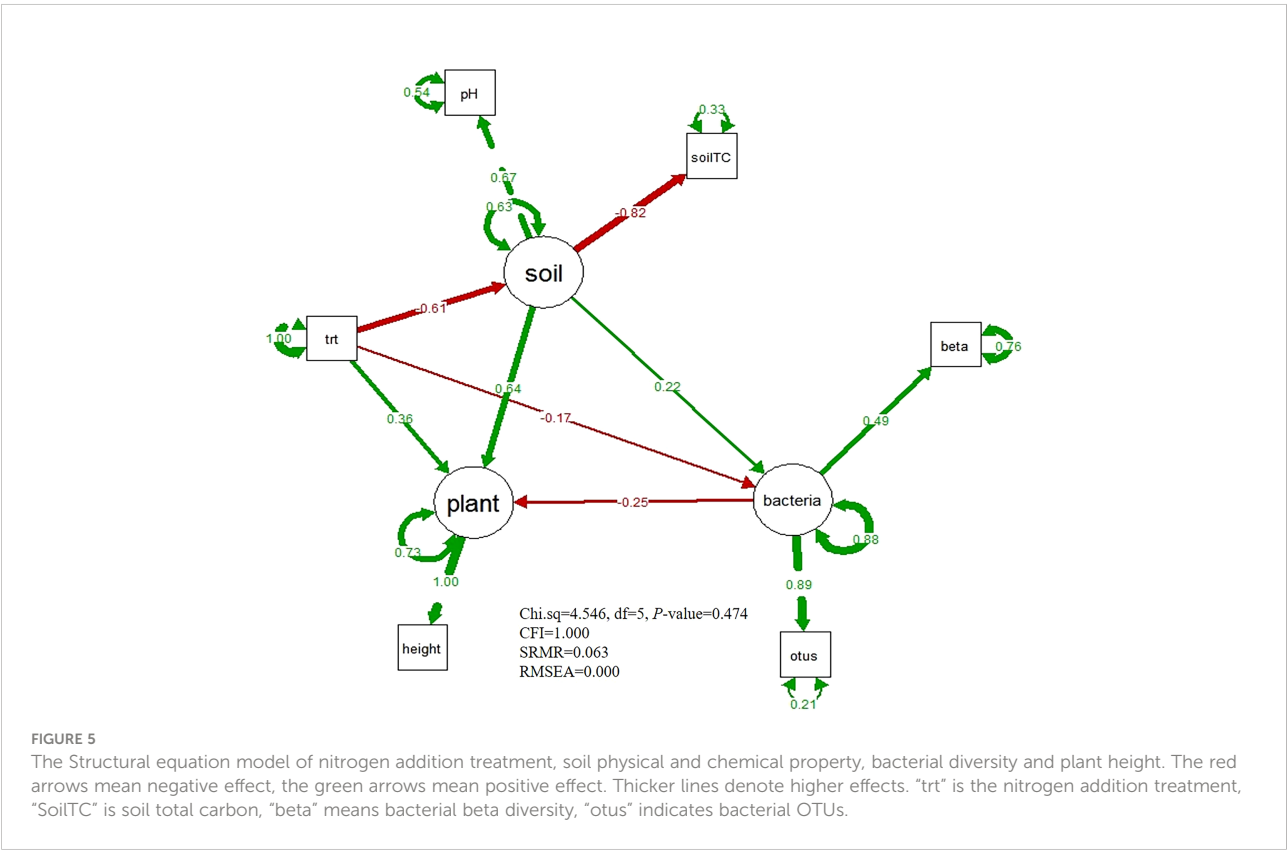 0.54
pH
0.33
soilTC
0.67
0.63
-0.82
soil
-0.61
1.00
trt
beta
0.76
0.64
0.22
0.36
-0.17
0.49
plant
-0.25
bacteria
0.73
0.88
1.00
0.89
Chi.sq=4.546, df=5, P-value=0.474
CFI=1.000
SRMR=0.063
RMSEA=0.000
height
otus
0.21
FIGURE 5
The Structural equation model of nitrogen addition treatment, soil physical and chemical property, bacterial diversity and plant height. The red
arrows mean negative effect, the green arrows mean positive effect. Thicker lines denote higher effects. “trt” is the nitrogen addition treatment,
“SoilTC” is soil total carbon, “beta” means bacterial beta diversity, “otus” indicates bacterial OTUs.